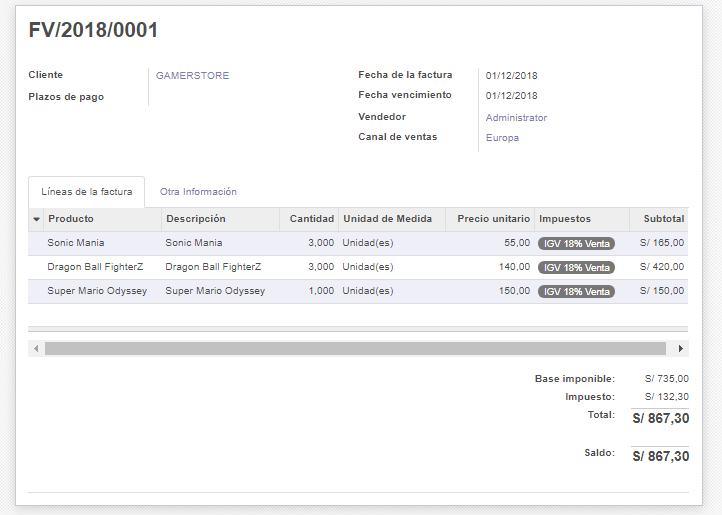 FV/2018/0001
Cliente GAMERSTORE Fecha de la factura 01/12/2018
Plazos de pago Fecha vencimiento 01/12/2018
Vendedor Administrator
Canal de ventas Europa
Líneas de la factura Otra Información
Producto Descripción Cantidad Unidad de Medida Precio unitario Impuestos Subtotal
Sonic Mania Sonic Mania 3,000 Unidad(es) 55,00 IGV 18% Venta S/ 165,00
Dragon Ball FighterZ Dragon Ball FighterZ 3,000 Unidad(es) 140,00 IGV 18% Venta S/ 420,00
Super Mario Odyssey Super Mario Odyssey 1,000 Unidad(es) 150,00 IGV 18% Venta S/ 150,00
Base imponible: S/ 735,00
Impuesto: S/ 132,30
Total: S/ 867,30
Saldo: S/ 867,30